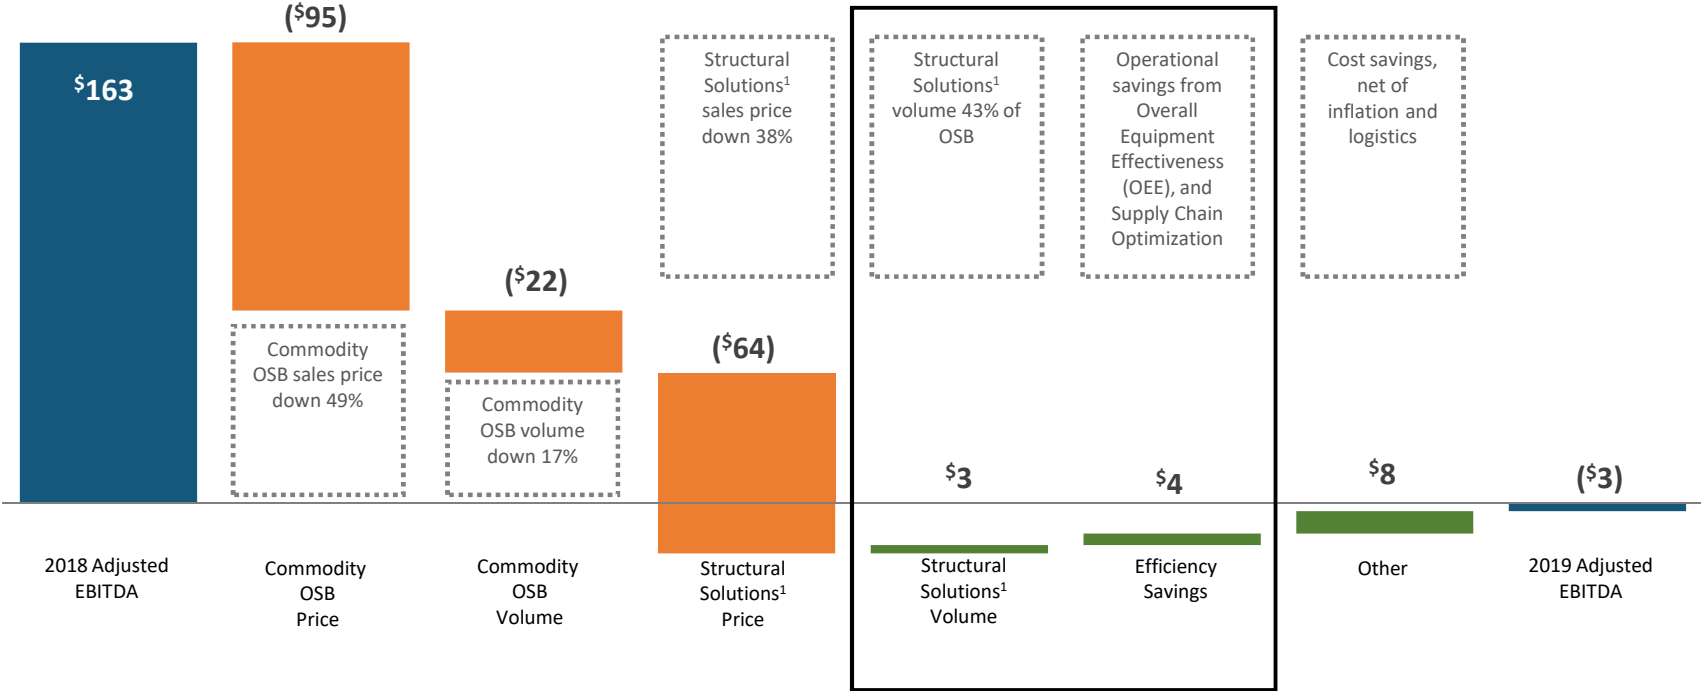 $163
($95)
Commodity
OSB sales price
down 49%
($22)
Commodity
OSB volume
down 17%
Structural
Solutions1
sales price
down 38%
($64)
Structural
Solutions1
volume 43% of
OSB
$3
Operational
savings from
Overall
Equipment
Effectiveness
(OEE), and
Supply Chain
Optimization
$4
Cost savings,
net of
inflation and
logistics
$8
($3)
2018 Adjusted
EBITDA
Commodity
OSB
Price
Commodity
OSB
Volume
Structural
Solutions1
Price
Structural
Solutions1
Volume
Efficiency
Savings
Other
2019 Adjusted
EBITDA